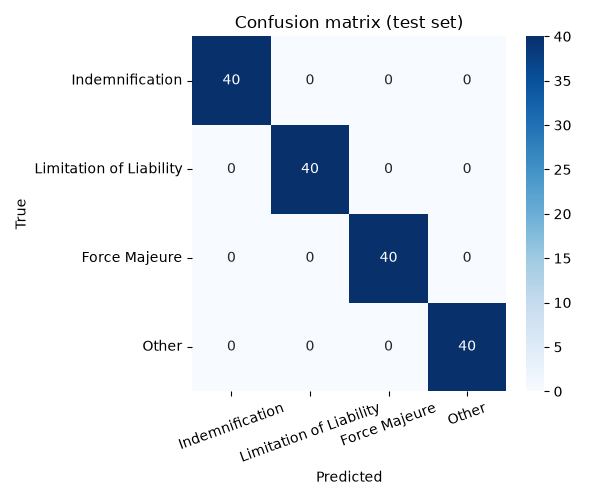 Confusion matrix (test set)
Indemnification 40 0 0 0
Limitation of Liability 0 40 0 0
Force Majeure 0 0 40 0
Other 0 0 0 40
True
Indemnification Limitation of Liability Force Majeure Other
Predicted
40
35
30
25
20
15
10
5
0